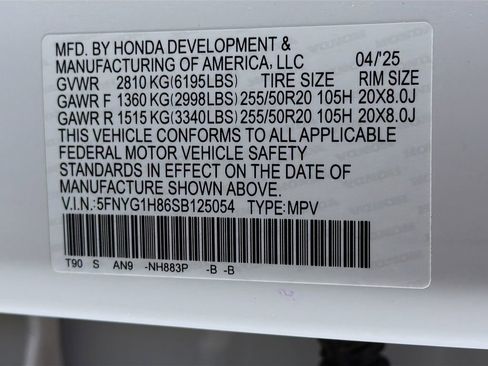 MFD. BY HONDA DEVELOPMENT &
MANUFACTURING OF AMERICA, LLC 04/'25
GVWR 2810 KG(6195LBS) TIRE SIZE RIM SIZE
GAWR F 1360 KG(2998LBS) 255/50R20 105H 20X8.0J
GAWR R 1515 KG(3340LBS) 255/50R20 105H 20X8.0J
THIS VEHICLE CONFORMS TO ALL APPLICABLE
FEDERAL MOTOR VEHICLE SAFETY
STANDARDS IN EFFECT ON THE DATE OF
MANUFACTURE SHOWN ABOVE.
V.I.N.:5FNYG1H86SB125054 TYPE:MPV
T90 S AN9 -NH883P -B -B